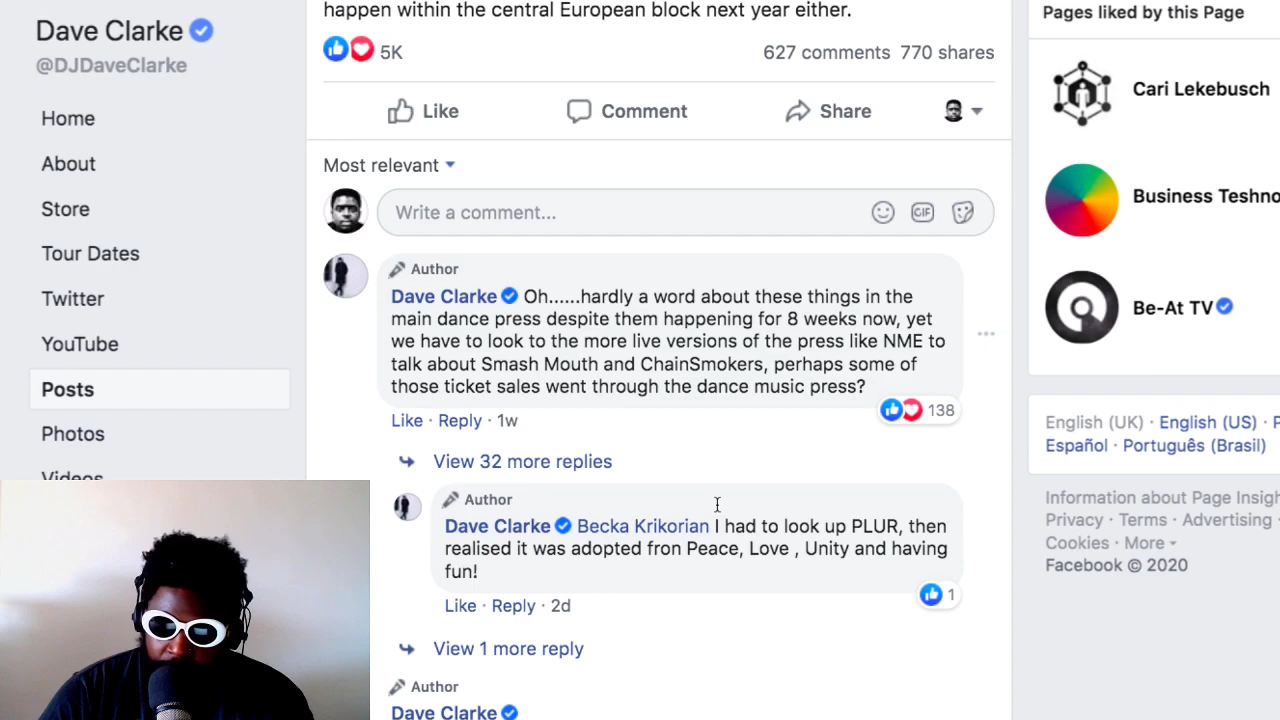 Dave Clarke
@DJDaveClarke
Home
About
Store
Tour Dates
Twitter
YouTube
Posts
Photos
Videos
happen within the central European block next year either.
5K
627 comments 770 shares
Like
Comment
Share
Most relevant
Write a comment...
GIF
Author
Dave Clarke Oh......hardly a word about these things in the
main dance press despite them happening for 8 weeks now, yet
we have to look to the more live versions of the press like NME to
talk about Smash Mouth and ChainSmokers, perhaps some of
those ticket sales went through the dance music press?
138
Like · Reply · 1w
View 32 more replies
Author
Dave Clarke Becka Krikorian I had to look up PLUR, then
realised it was adopted fron Peace, Love , Unity and having
fun!
1
Like · Reply · 2d
View 1 more reply
Author
Dave Clarke
Pages liked by this Page
Cari Lekebusch
Business Techno
Be-At TV
English (UK) · English (US) · P
Español · Português (Brasil)
Information about Page Insigh
Privacy · Terms · Advertising
Cookies · More
Facebook © 2020